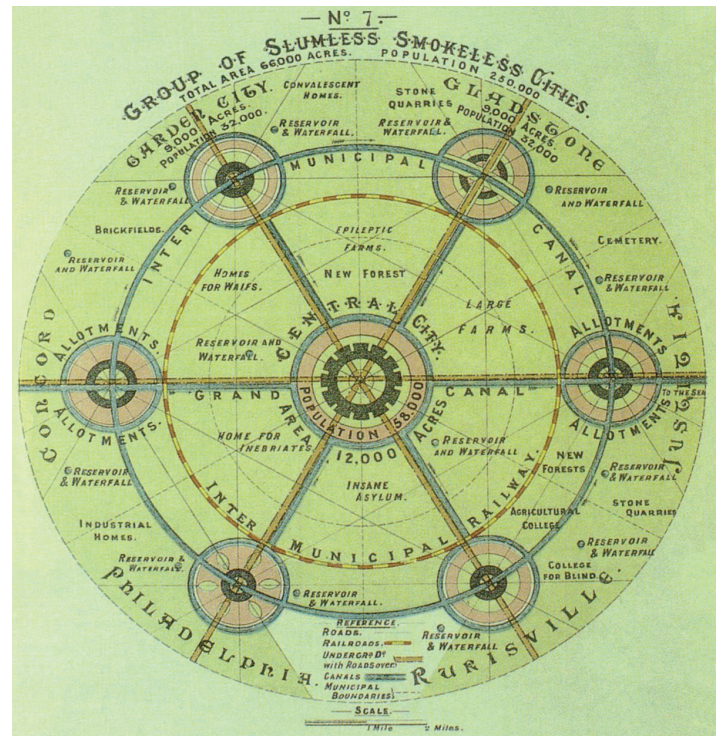 — Nº 7. —
GROUP OF SLUMLESS SMOKELESS CITIES.
TOTAL AREA 66,000 ACRES. POPULATION 250,000
GARDEN CITY.
9,000 ACRES.
POPULATION 32,000.
CONVALESCENT
HOMES.
STONE
QUARRIES
GLADSTONE
9,000 ACRES.
POPULATION
32,000
RESERVOIR
& WATERFALL.
RESERVOIR &
WATERFALL.
INTER MUNICIPAL CANAL
RESERVOIR
& WATERFALL
RESERVOIR
AND WATERFALL
BRICKFIELDS.
EPILEPTIC
FARMS.
CEMETERY.
RESERVOIR
AND WATERFALL
HOMES
FOR WAIFS.
NEW FOREST
RESERVOIR
& WATERFALL
LARGE
FARMS.
CONCORD
ALLOTMENTS.
RESERVOIR AND
WATERFALL.
CENTRAL CITY.
ALLOTMENTS
JUSTITIA
GRAND CANAL
TO THE SEA
POPULATION 58,000
AREA 12,000 ACRES
ALLOTMENTS.
ALLOTMENTS
HOME FOR
INEBRIATES.
RESERVOIR
AND WATERFALL
NEW
FORESTS
RESERVOIR
& WATERFALL
RESERVOIR
& WATERFALL
INSANE
ASYLUM.
INTER MUNICIPAL RAILWAY.
AGRICULTURAL
COLLEGE
STONE
QUARRIES
INDUSTRIAL
HOMES.
RESERVOIR &
WATERFALL.
RESERVOIR
& WATERFALL
COLLEGE
FOR BLIND
RESERVOIR
& WATERFALL.
PHILADELPHIA.
RURISVILLE.
RESERVOIR
& WATERFALL
REFERENCE.
ROADS.
RAILROADS.
UNDERGRD Dº
with ROADS over
CANALS
MUNICIPAL
BOUNDARIES.
— SCALE. —
1 MILE 2 MILES.